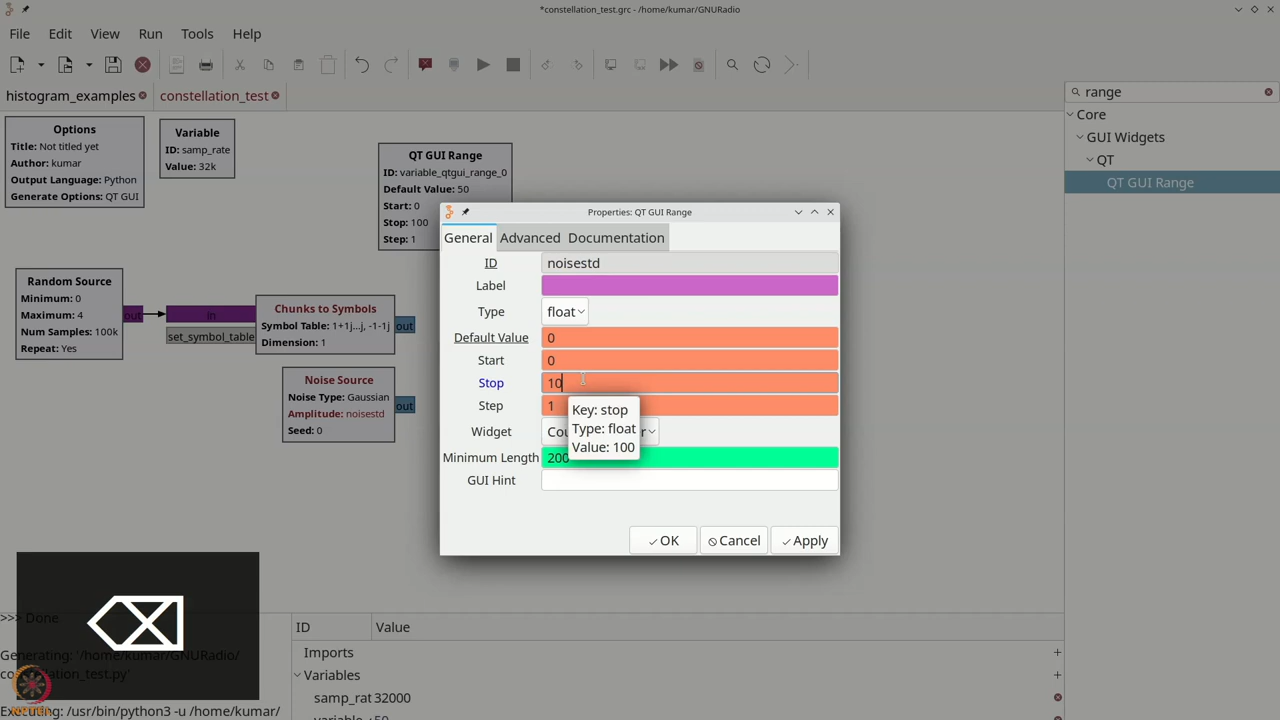 *constellation_test.grc - /home/kumar/GNURadio
File Edit View Run Tools Help
histogram_examples constellation_test
range
Core
GUI Widgets
QT
QT GUI Range
Options
Title: Not titled yet
Author: kumar
Output Language: Python
Generate Options: QT GUI
Variable
ID: samp_rate
Value: 32k
QT GUI Range
ID: variable_qtgui_range_0
Default Value: 50
Start: 0
Stop: 100
Step: 1
Random Source
Minimum: 0
Maximum: 4
Num Samples: 100k
Repeat: Yes
out
in
set_symbol_table
Chunks to Symbols
Symbol Table: 1+1j...j, -1-1j
Dimension: 1
out
Noise Source
Noise Type: Gaussian
Amplitude: noisestd
Seed: 0
out
Properties: QT GUI Range
General Advanced Documentation
ID noisestd
Label
Type float
Default Value 0
Start 0
Stop 10
Step 1
Key: stop
Type: float
Value: 100
Widget Cou r
Minimum Length 200
GUI Hint
OK Cancel Apply
>>> Done
Generating: '/home/kumar/GNURadio/
constellation_test.py'
Executing: /usr/bin/python3 -u /home/kumar/
NPTEL
ID Value
Imports
Variables
samp_rat 32000